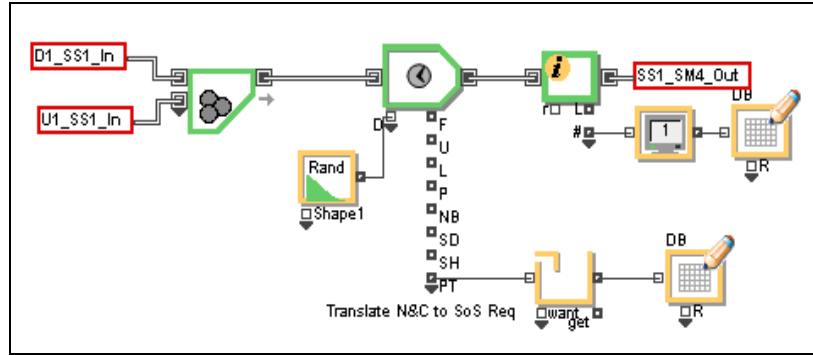 D1_SS1_In
U1_SS1_In
D
Rand
Shape1
F
U
L
P
NB
SD
SH
PT
Translate N&C to SoS Req
i
r
L
#
SS1_SM4_Out
1
DB
R
want
get
DB
R